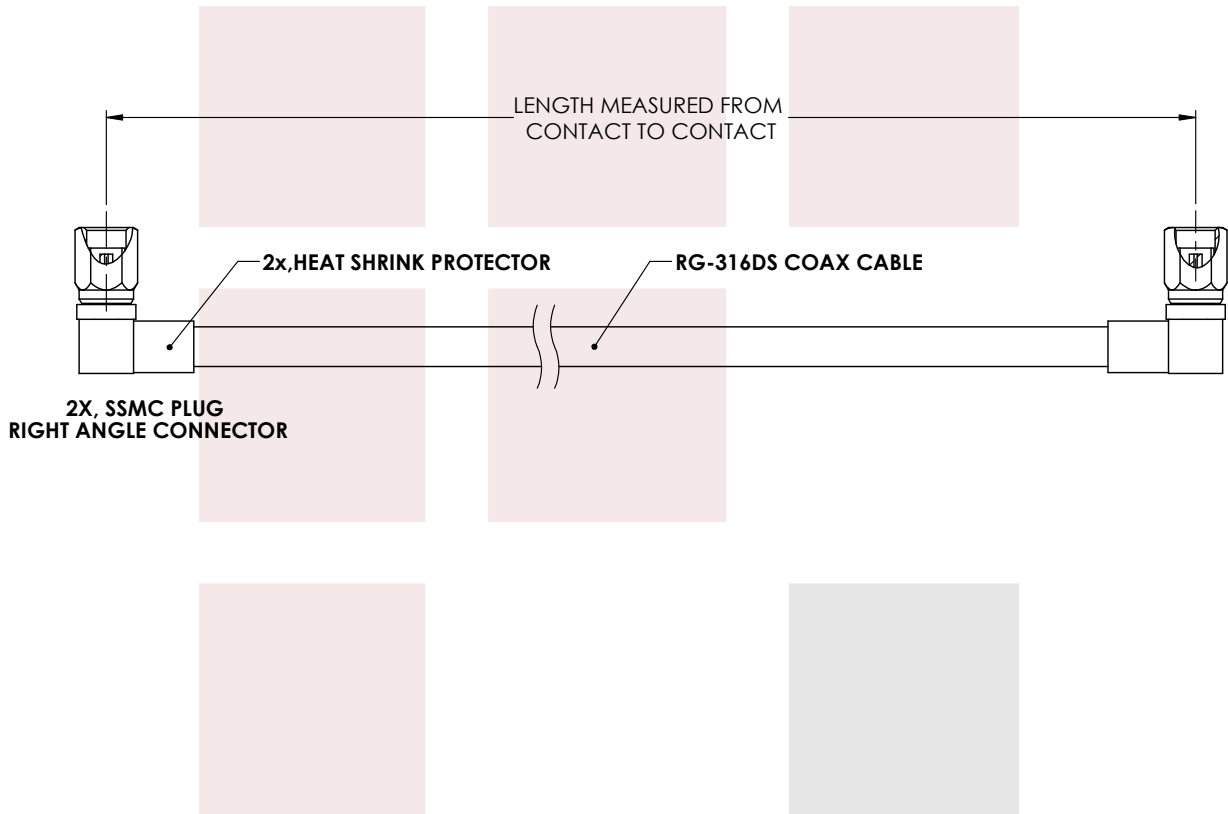 LENGTH MEASURED FROM
CONTACT TO CONTACT
2x,HEAT SHRINK PROTECTOR
RG-316DS COAX CABLE
2X, SSMC PLUG
RIGHT ANGLE CONNECTOR